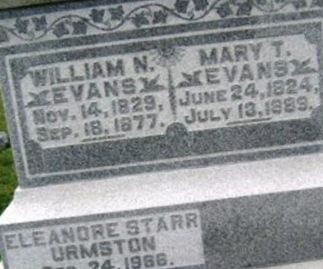 WILLIAM N.
EVANS
Nov. 14, 1829,
Sep. 18, 1877.
MARY T.
EVANS
June 24, 1824,
July 13, 1889.
ELEANORE STARR
URMSTON
24, 1966